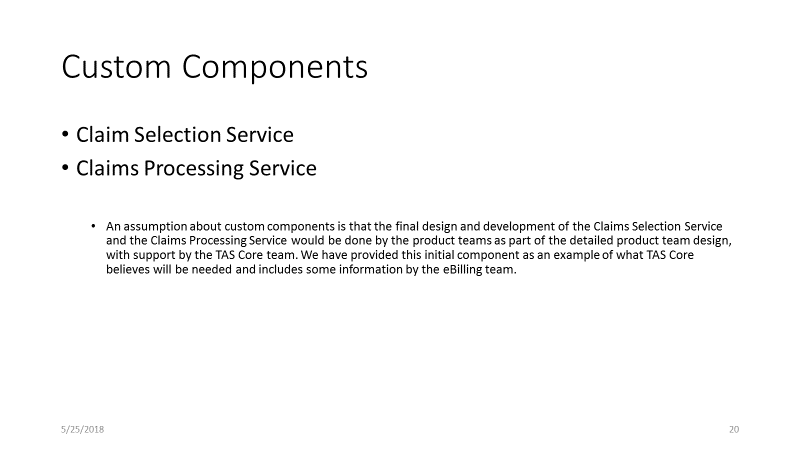 Custom Components
• Claim Selection Service
• Claims Processing Service
• An assumption about custom components is that the final design and development of the Claims Selection Service
and the Claims Processing Service would be done by the product teams as part of the detailed product team design,
with support by the TAS Core team. We have provided this initial component as an example of what TAS Core
believes will be needed and includes some information by the eBilling team.
5/25/2018
20